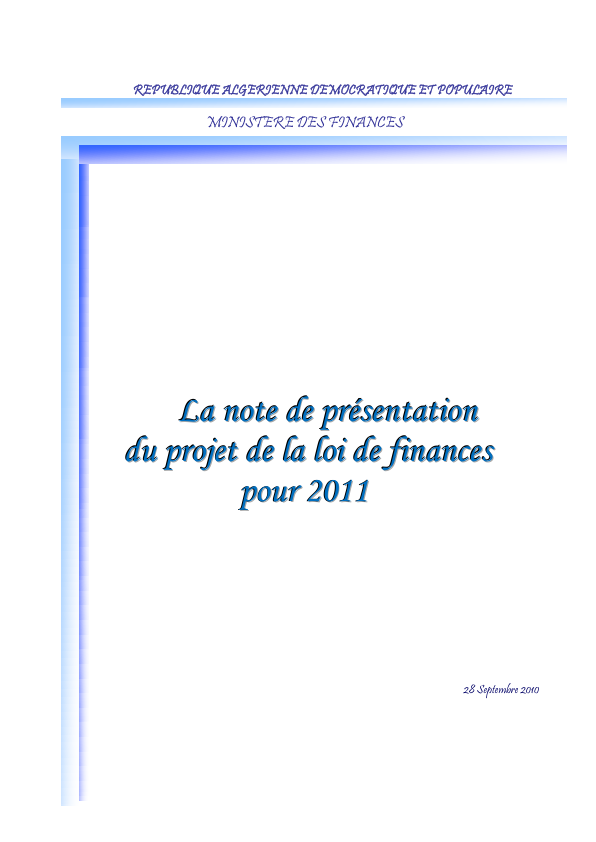 REPUBLIQUE ALGERIENNE DEMOCRATIQUE ET POPULAIRE
MINISTERE DES FINANCES
La note de présentation
du projet de la loi de finances
pour 2011
28 Septembre 2010